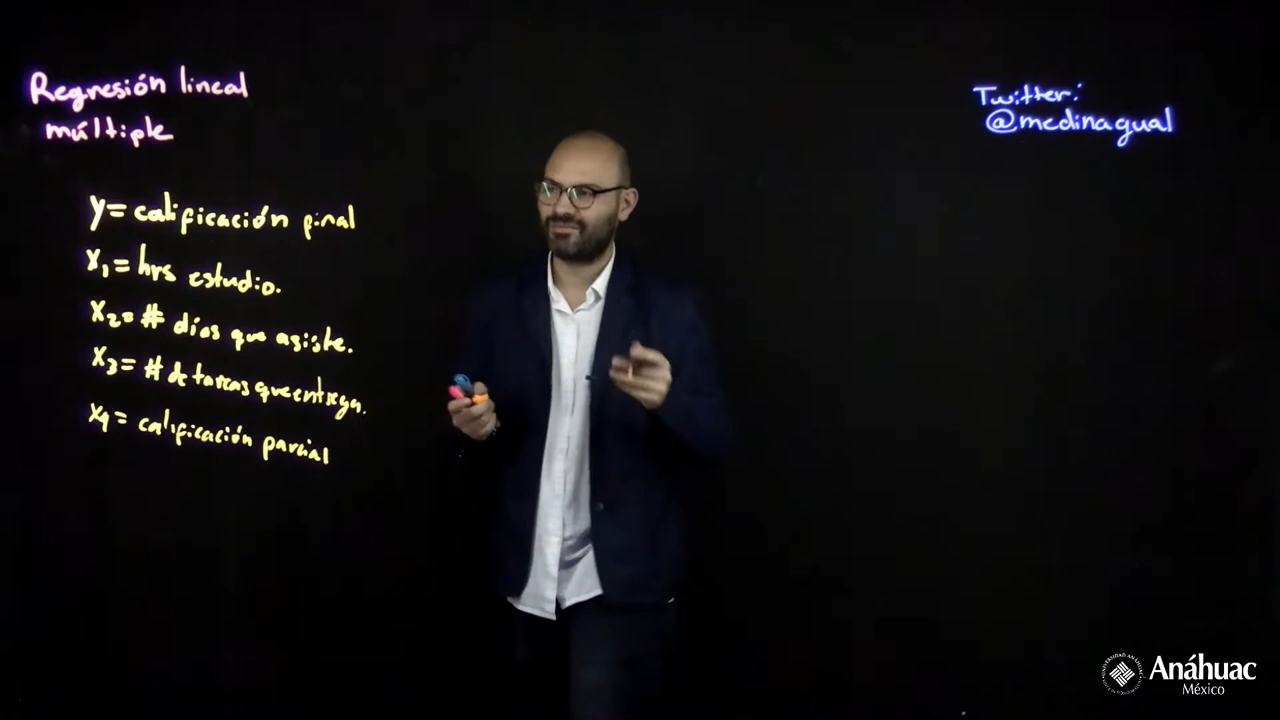 Regresión lineal
múltiple
y= calificación final
x₁= hrs estudio.
x₂= # días que asiste.
x₃= # de tareas que entrega.
x₄= calificación parcial
Twitter:
@medinagual
Anáhuac
México